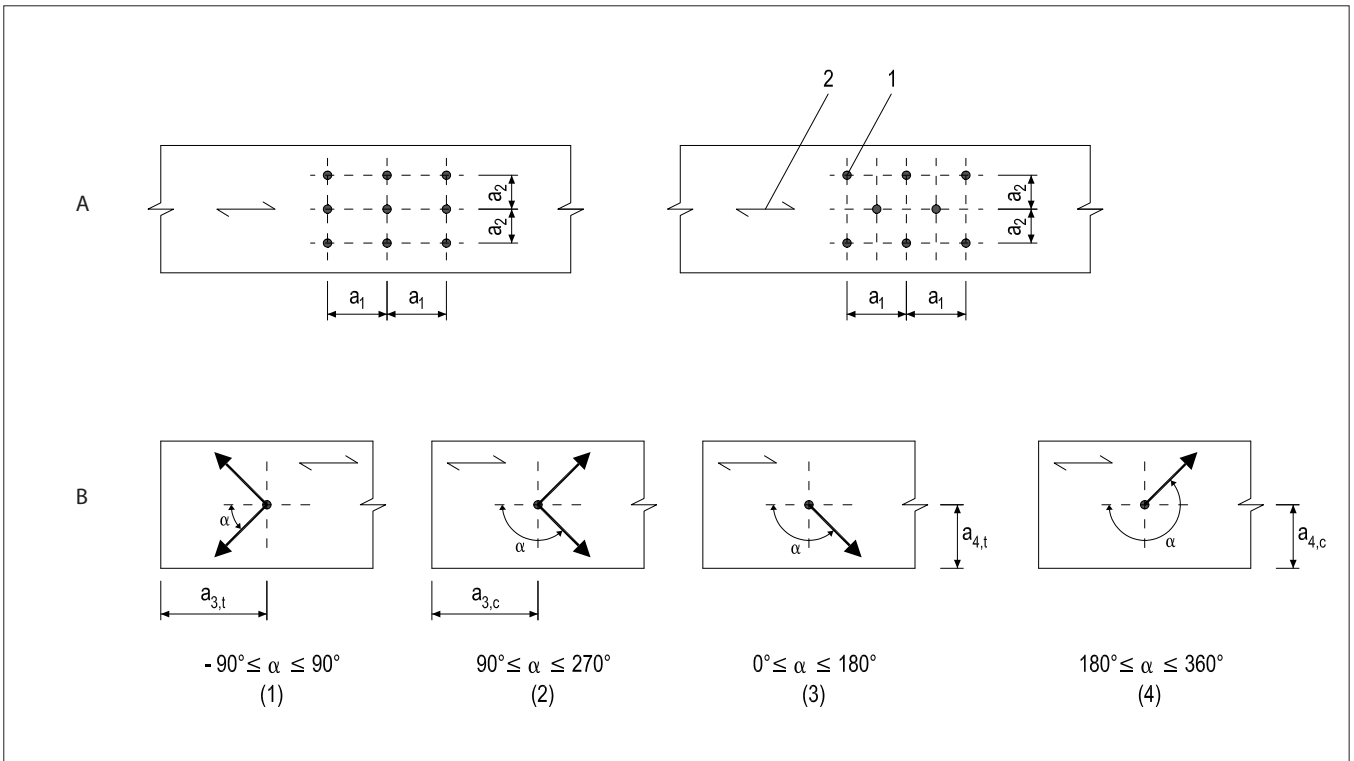 2 1
A
a₂ a₂
a₂ a₂
a₁ a₁ a₁ a₁
B
α α α α
a₄,t a₄,c
a₃,t a₃,c
- 90° ≤ α ≤ 90° 90° ≤ α ≤ 270° 0° ≤ α ≤ 180° 180° ≤ α ≤ 360°
(1) (2) (3) (4)